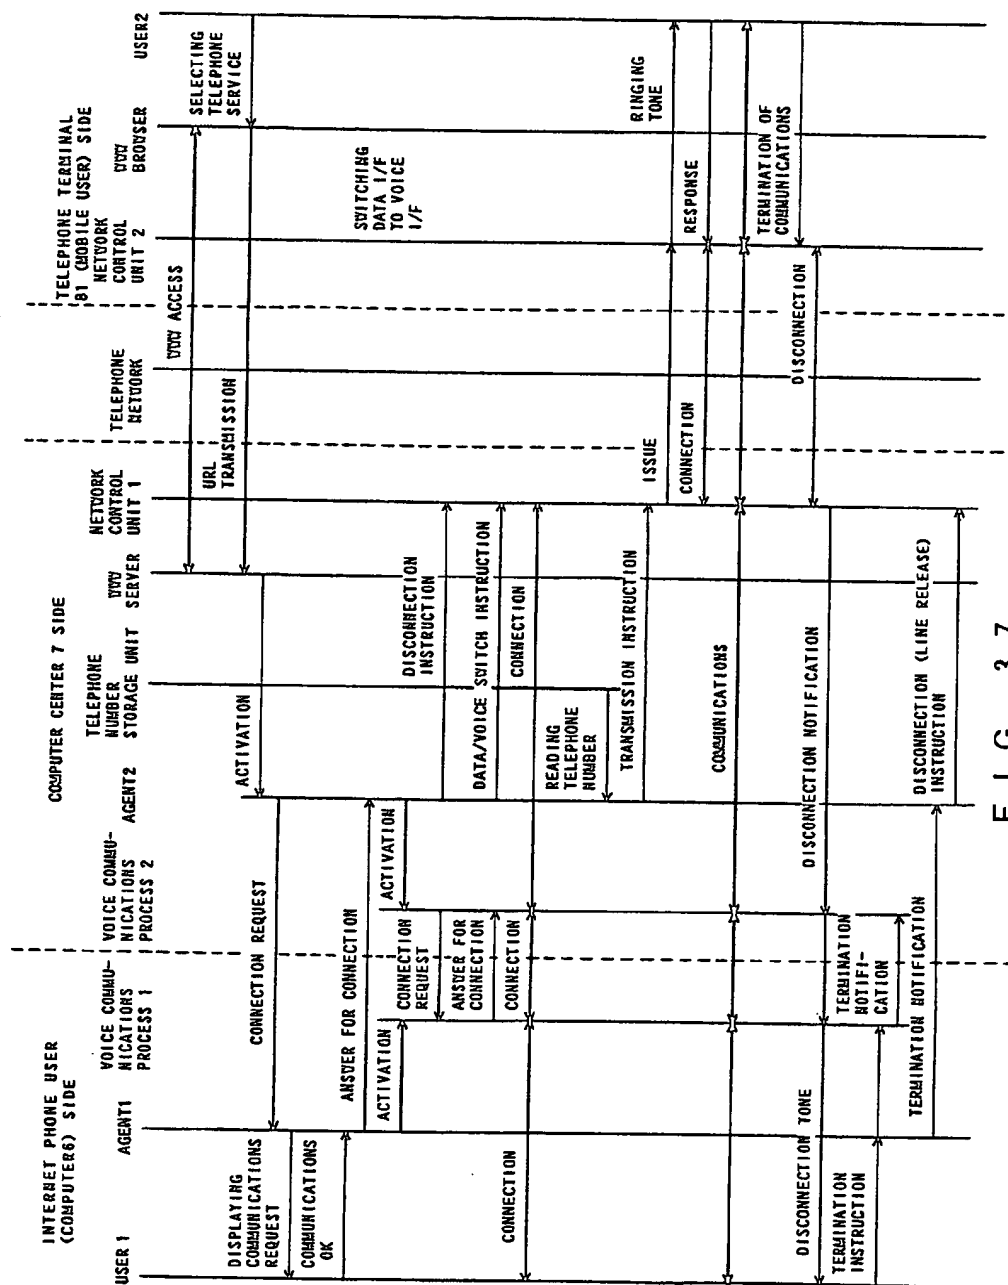 INTERNET PHONE USER
(COMPUTER6) SIDE
COMPUTER CENTER 7 SIDE
TELEPHONE TERMINAL
81 (MOBILE USER) SIDE
USER 1
AGENT1
VOICE COMMU-
NICATIONS
PROCESS 1
VOICE COMMU-
NICATIONS
PROCESS 2
AGENT2
TELEPHONE
NUMBER
STORAGE UNIT
WWW
SERVER
NETWORK
CONTROL
UNIT 1
TELEPHONE
NETWORK
NETWORK
CONTROL
UNIT 2
WWW
BROWSER
USER2
WWW ACCESS
SELECTING
TELEPHONE
SERVICE
URL
TRANSMISSION
ACTIVATION
CONNECTION REQUEST
DISPLAYING
COMMUNICATIONS
REQUEST
COMMUNICATIONS
OK
ANSWER FOR CONNECTION
SWITCHING
DATA I/F
TO VOICE
I/F
ACTIVATION
ACTIVATION
CONNECTION
REQUEST
DISCONNECTION
INSTRUCTION
ANSWER FOR
CONNECTION
DATA/VOICE SWITCH INSTRUCTION
CONNECTION
CONNECTION
CONNECTION
READING
TELEPHONE
NUMBER
TRANSMISSION INSTRUCTION
ISSUE
RINGING
TONE
CONNECTION
RESPONSE
COMMUNICATIONS
TERMINATION OF
COMMUNICATIONS
DISCONNECTION
DISCONNECTION NOTIFICATION
DISCONNECTION TONE
TERMINATION
INSTRUCTION
TERMINATION
NOTIFI-
CATION
TERMINATION NOTIFICATION
DISCONNECTION (LINE RELEASE)
INSTRUCTION
FIG. 37